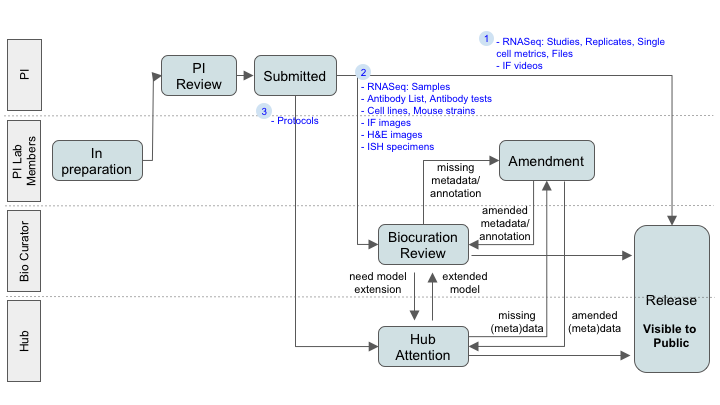 1
- RNASeq: Studies, Replicates, Single
cell metrics, Files
- IF videos
PI
PI
Review
Submitted
2
- RNASeq: Samples
- Antibody List, Antibody tests
- Cell lines, Mouse strains
- IF images
- H&E images
- ISH specimens
3
- Protocols
PI Lab
Members
In
preparation
Amendment
missing
metadata/
annotation
amended
metadata/
annotation
Bio Curator
Biocuration
Review
need model
extension
extended
model
Release
Visible to
Public
Hub
Hub
Attention
missing
(meta)data
amended
(meta)data